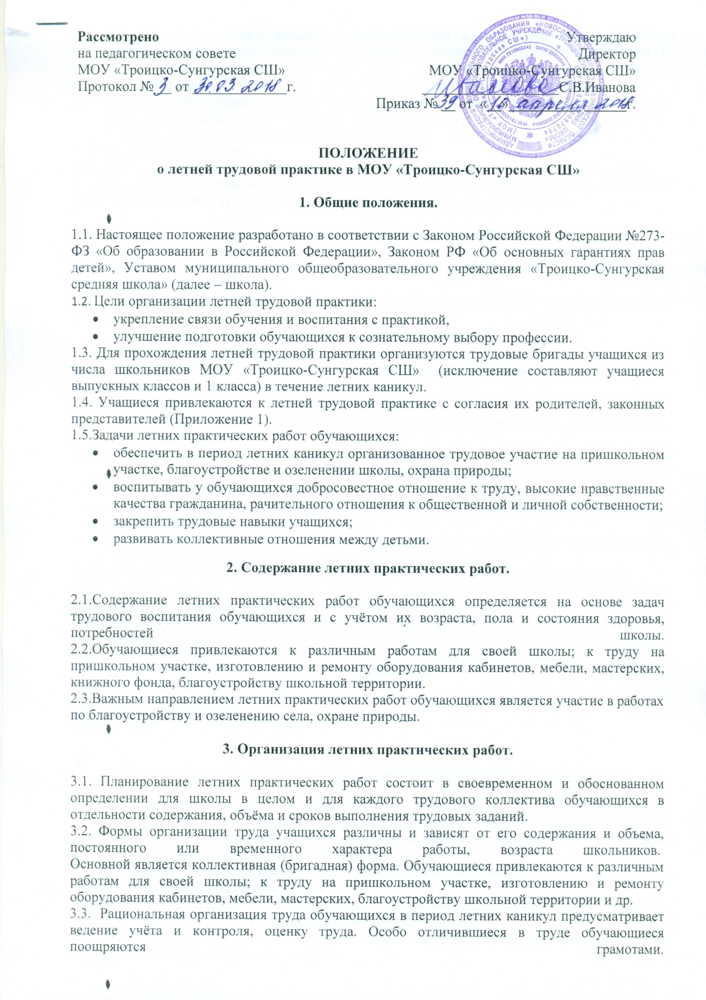 Рассмотрено
на педагогическом совете
МОУ «Троицко-Сунгурская СШ»
Протокол № 3 от 30.03.2018 г.
Утверждаю
Директор
МОУ «Троицко-Сунгурская СШ»
Иванова С.В.Иванова
Приказ № 39 от «16» апреля 2018 г.
ПОЛОЖЕНИЕ
о летней трудовой практике в МОУ «Троицко-Сунгурская СШ»
1. Общие положения.
1.1. Настоящее положение разработано в соответствии с Законом Российской Федерации №273-
ФЗ «Об образовании в Российской Федерации», Законом РФ «Об основных гарантиях прав
детей», Уставом муниципального общеобразовательного учреждения «Троицко-Сунгурская
средняя школа» (далее – школа).
1.2. Цели организации летней трудовой практики:
• укрепление связи обучения и воспитания с практикой,
• улучшение подготовки обучающихся к сознательному выбору профессии.
1.3. Для прохождения летней трудовой практики организуются трудовые бригады учащихся из
числа школьников МОУ «Троицко-Сунгурская СШ» (исключение составляют учащиеся
выпускных классов и 1 класса) в течение летних каникул.
1.4. Учащиеся привлекаются к летней трудовой практике с согласия их родителей, законных
представителей (Приложение 1).
1.5.Задачи летних практических работ обучающихся:
• обеспечить в период летних каникул организованное трудовое участие на пришкольном
участке, благоустройстве и озеленении школы, охрана природы;
• воспитывать у обучающихся добросовестное отношение к труду, высокие нравственные
качества гражданина, рачительного отношения к общественной и личной собственности;
• закрепить трудовые навыки учащихся;
• развивать коллективные отношения между детьми.
2. Содержание летних практических работ.
2.1.Содержание летних практических работ обучающихся определяется на основе задач
трудового воспитания обучающихся и с учётом их возраста, пола и состояния здоровья,
потребностей школы.
2.2.Обучающиеся привлекаются к различным работам для своей школы; к труду на
пришкольном участке, изготовлению и ремонту оборудования кабинетов, мебели, мастерских,
книжного фонда, благоустройству школьной территории.
2.3.Важным направлением летних практических работ обучающихся является участие в работах
по благоустройству и озеленению села, охране природы.
3. Организация летних практических работ.
3.1. Планирование летних практических работ состоит в своевременном и обоснованном
определении для школы в целом и для каждого трудового коллектива обучающихся в
отдельности содержания, объёма и сроков выполнения трудовых заданий.
3.2. Формы организации труда учащихся различны и зависят от его содержания и объема,
постоянного или временного характера работы, возраста школьников.
Основной является коллективная (бригадная) форма. Обучающиеся привлекаются к различным
работам для своей школы; к труду на пришкольном участке, изготовлению и ремонту
оборудования кабинетов, мебели, мастерских, благоустройству школьной территории и др.
3.3. Рациональная организация труда обучающихся в период летних каникул предусматривает
ведение учёта и контроля, оценку труда. Особо отличившиеся в труде обучающиеся
поощряются грамотами.